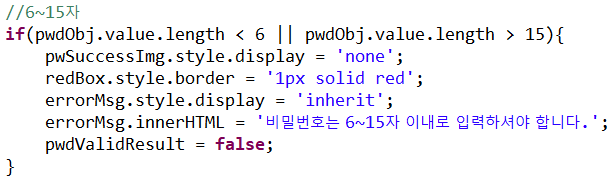 //6~15자
if(pwdObj.value.length < 6 || pwdObj.value.length > 15){
pwSuccessImg.style.display = 'none';
redBox.style.border = '1px solid red';
errorMsg.style.display = 'inherit';
errorMsg.innerHTML = '비밀번호는 6~15자 이내로 입력하셔야 합니다.';
pwdValidResult = false;
}